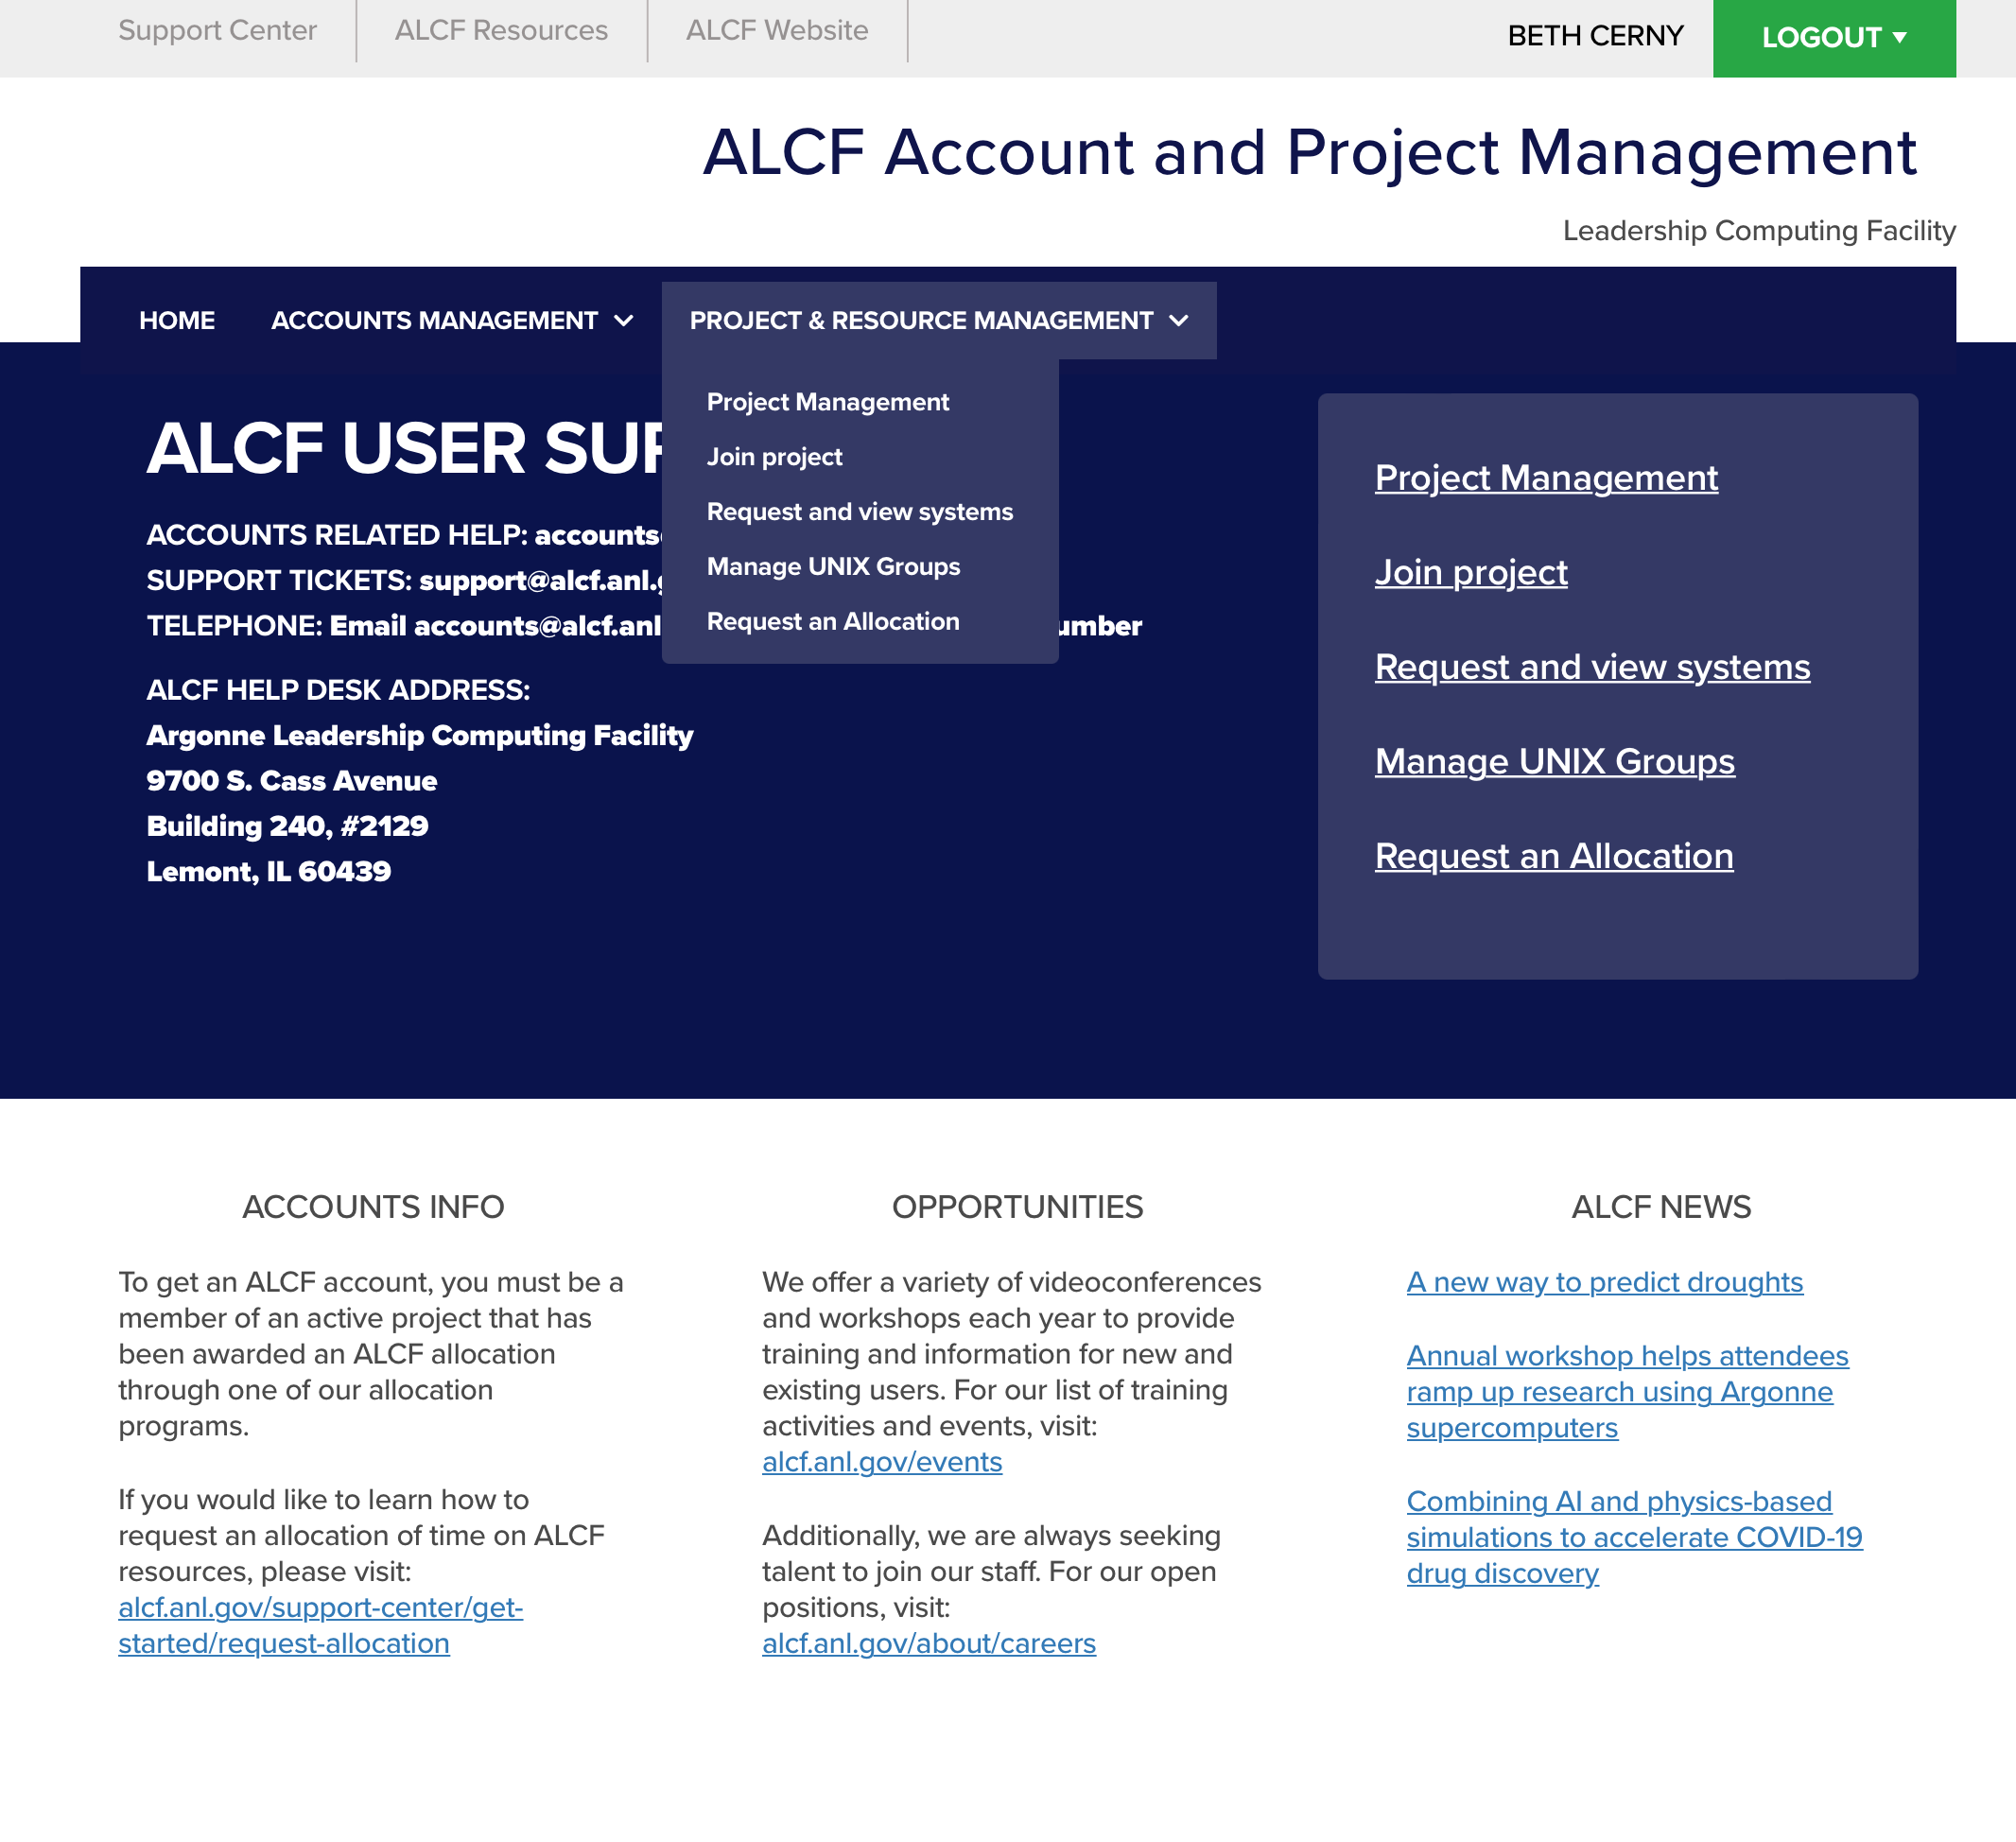 Support Center
ALCF Resources
ALCF Website
BETH CERNY
LOGOUT
ALCF Account and Project Management
Leadership Computing Facility
HOME
ACCOUNTS MANAGEMENT
PROJECT & RESOURCE MANAGEMENT
Project Management
Join project
Request and view systems
Manage UNIX Groups
Request an Allocation
ALCF USER
ACCOUNTS RELATED HELP: accounts
SUPPORT TICKETS: support@alcf.anl.
TELEPHONE: Email accounts@alcf.anl umber
ALCF HELP DESK ADDRESS:
Argonne Leadership Computing Facility
9700 S. Cass Avenue
Building 240, #2129
Lemont, IL 60439
Project Management
Join project
Request and view systems
Manage UNIX Groups
Request an Allocation
ACCOUNTS INFO
To get an ALCF account, you must be a
member of an active project that has
been awarded an ALCF allocation
through one of our allocation
programs.
If you would like to learn how to
request an allocation of time on ALCF
resources, please visit:
alcf.anl.gov/support-center/get-
started/request-allocation
OPPORTUNITIES
We offer a variety of videoconferences
and workshops each year to provide
training and information for new and
existing users. For our list of training
activities and events, visit:
alcf.anl.gov/events
Additionally, we are always seeking
talent to join our staff. For our open
positions, visit:
alcf.anl.gov/about/careers
ALCF NEWS
A new way to predict droughts
Annual workshop helps attendees
ramp up research using Argonne
supercomputers
Combining AI and physics-based
simulations to accelerate COVID-19
drug discovery